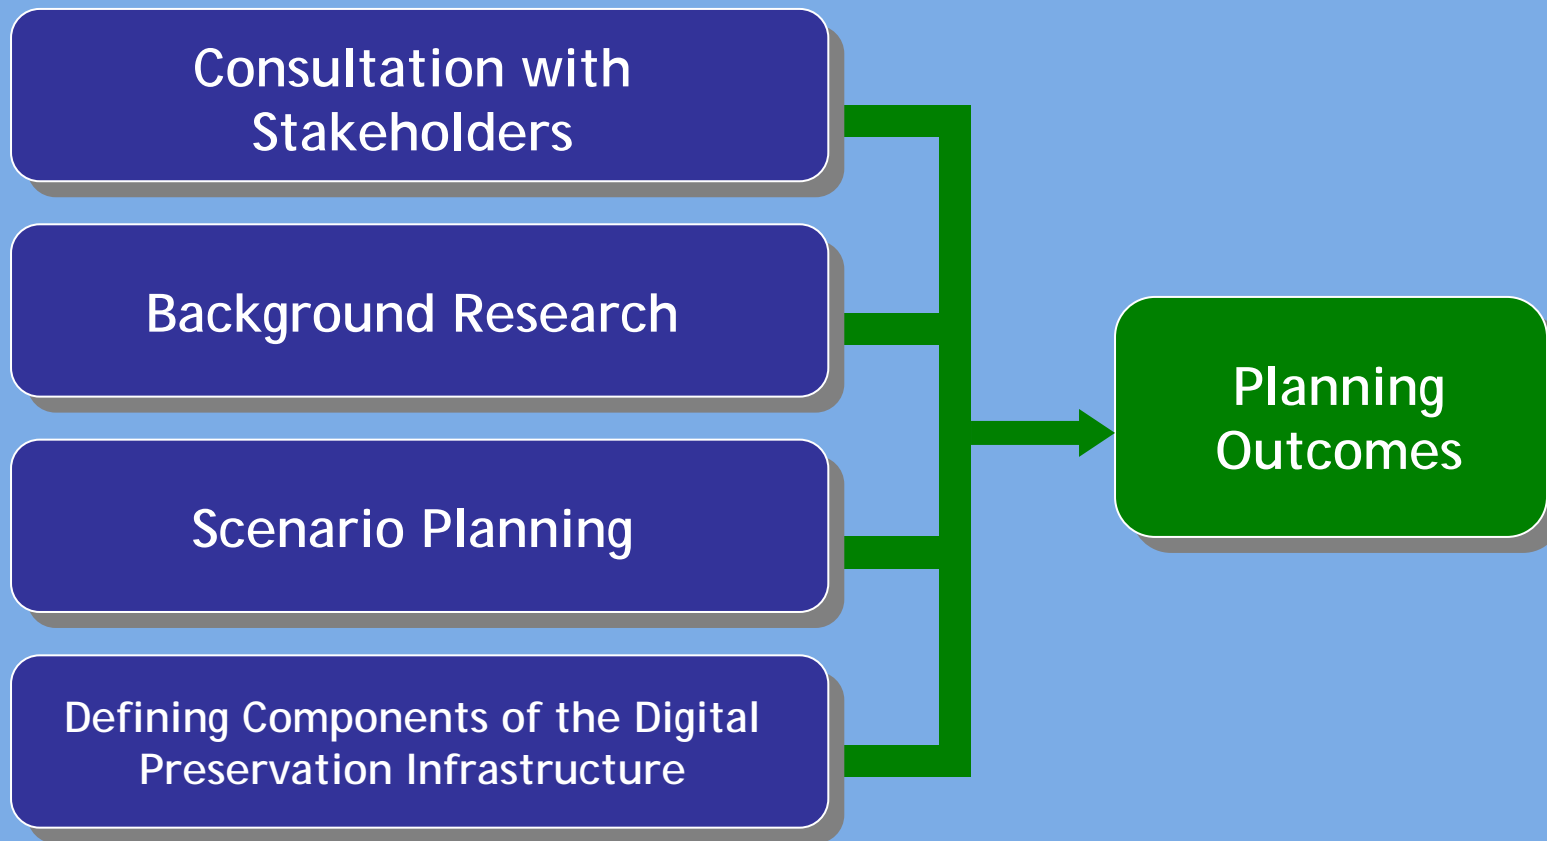 Consultation with
Stakeholders
Background Research
Scenario Planning
Defining Components of the Digital
Preservation Infrastructure
Planning
Outcomes